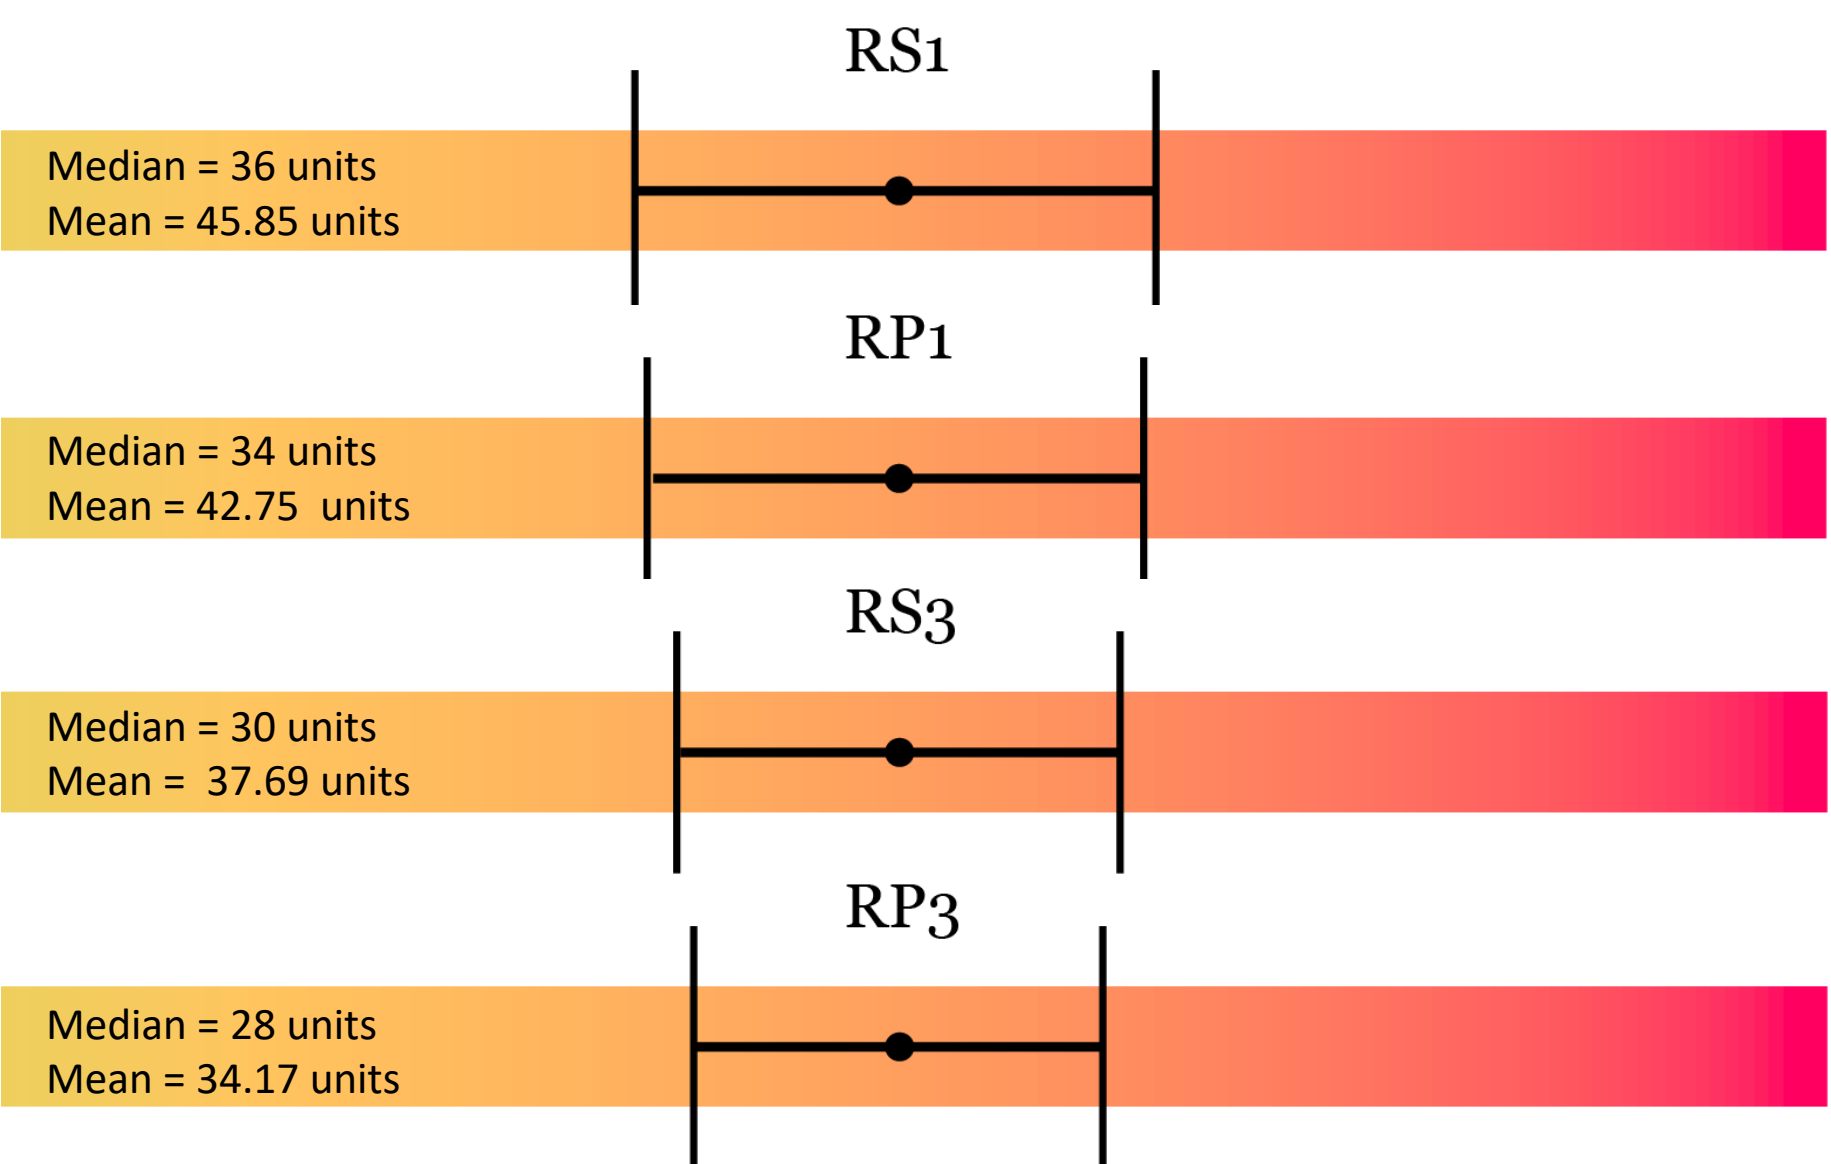 RS1
Median = 36 units
Mean = 45.85 units
RP1
Median = 34 units
Mean = 42.75  units
RS3
Median = 30 units
Mean =  37.69 units
RP3
Median = 28 units
Mean = 34.17 units